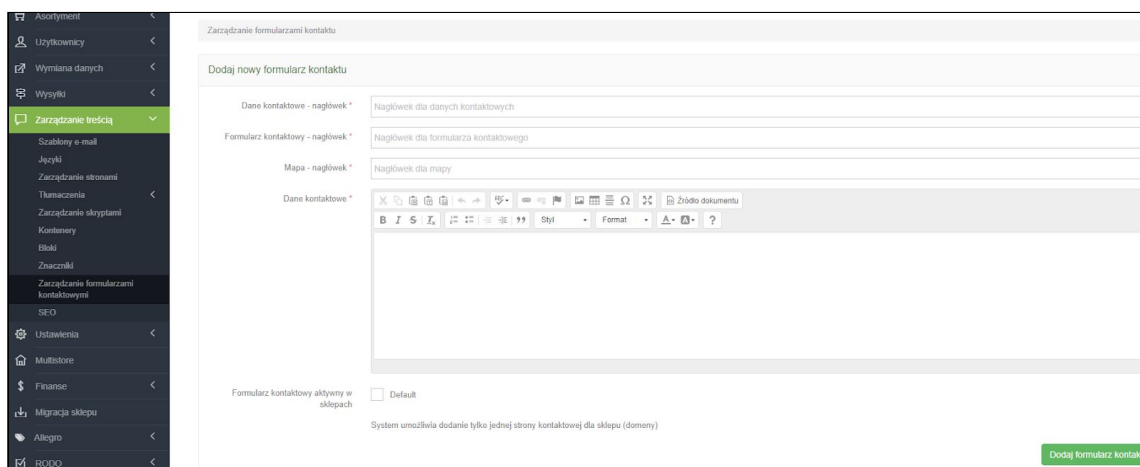 Asortyment
Użytkownicy
Wymiana danych
Wysyłki
Zarządzanie treścią
Szablony e-mail
Języki
Zarządzanie stronami
Tłumaczenia
Zarządzanie skryptami
Kontenery
Bloki
Znaczniki
Zarządzanie formularzami
kontaktowymi
SEO
Ustawienia
Multistore
Finanse
Migracja sklepu
Allegro
RODO
Zarządzanie formularzami kontaktu
Dodaj nowy formularz kontaktu
Dane kontaktowe - nagłówek *
Nagłówek dla danych kontaktowych
Formularz kontaktowy - nagłówek *
Nagłówek dla formularza kontaktowego
Mapa - nagłówek *
Nagłówek dla mapy
Dane kontaktowe *
Źródło dokumentu
B I S Ix Styl Format A A ?
Formularz kontaktowy aktywny w
sklepach
Default
System umożliwia dodanie tylko jednej strony kontaktowej dla sklepu (domeny)
Dodaj formularz kontak